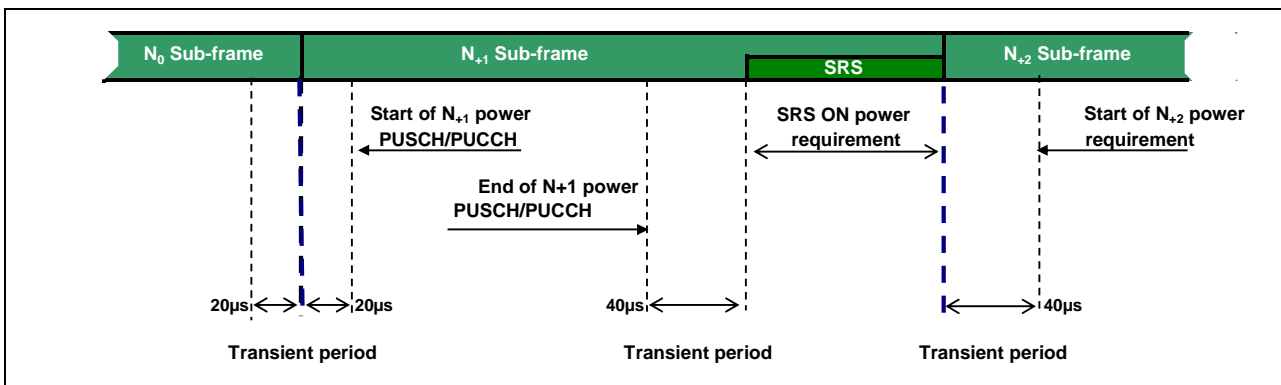 N₀ Sub-frame
N₊₁ Sub-frame
SRS
N₊₂ Sub-frame
Start of N₊₁ power
PUSCH/PUCCH
SRS ON power
requirement
Start of N₊₂ power
requirement
End of N+1 power
PUSCH/PUCCH
20µs
20µs
40µs
40µs
Transient period
Transient period
Transient period